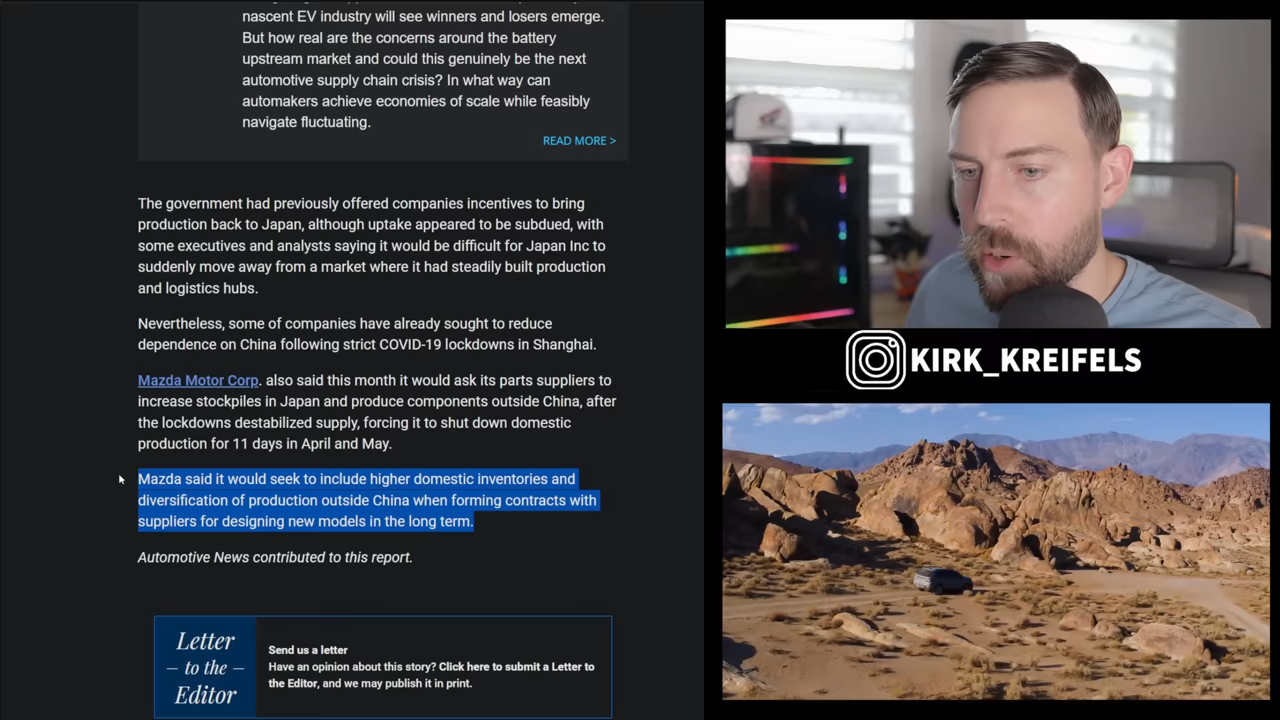 nascent EV industry will see winners and losers emerge.
But how real are the concerns around the battery
upstream market and could this genuinely be the next
automotive supply chain crisis? In what way can
automakers achieve economies of scale while feasibly
navigate fluctuating.
READ MORE >
The government had previously offered companies incentives to bring
production back to Japan, although uptake appeared to be subdued, with
some executives and analysts saying it would be difficult for Japan Inc to
suddenly move away from a market where it had steadily built production
and logistics hubs.
Nevertheless, some of companies have already sought to reduce
dependence on China following strict COVID-19 lockdowns in Shanghai.
Mazda Motor Corp. also said this month it would ask its parts suppliers to
increase stockpiles in Japan and produce components outside China, after
the lockdowns destabilized supply, forcing it to shut down domestic
production for 11 days in April and May.
Mazda said it would seek to include higher domestic inventories and
diversification of production outside China when forming contracts with
suppliers for designing new models in the long term.
Automotive News contributed to this report.
Letter
– to the –
Editor
Send us a letter
Have an opinion about this story? Click here to submit a Letter to
the Editor, and we may publish it in print.
KIRK_KREIFELS